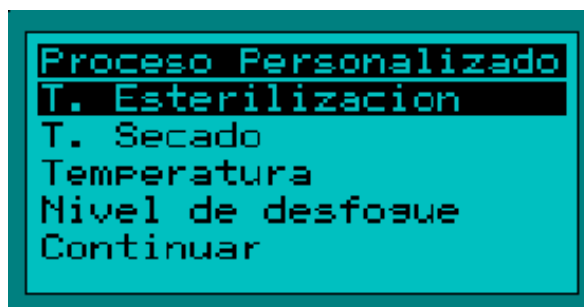 Proceso Personalizado
T. Esterilizacion
T. Secado
Temperatura
Nivel de desfogue
Continuar